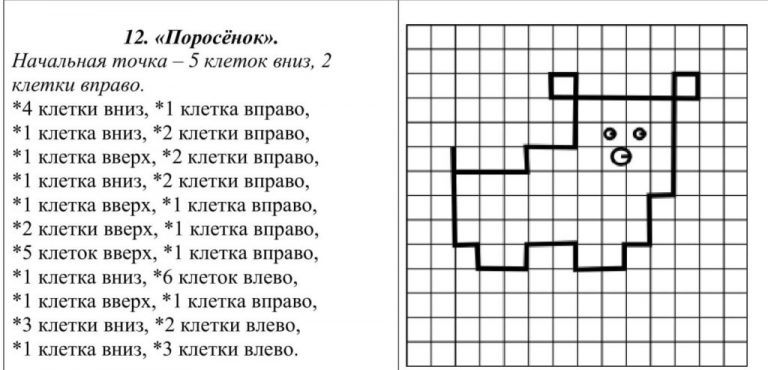 12. «Поросёнок».
Начальная точка – 5 клеток вниз, 2
клетки вправо.
*4 клетки вниз, *1 клетка вправо,
*1 клетка вниз, *2 клетки вправо,
*1 клетка вверх, *2 клетки вправо,
*1 клетка вниз, *2 клетки вправо,
*1 клетка вверх, *1 клетка вправо,
*2 клетки вверх, *1 клетка вправо,
*5 клеток вверх, *1 клетка вправо,
*1 клетка вниз, *6 клеток влево,
*1 клетка вверх, *1 клетка вправо,
*3 клетки вниз, *2 клетки влево,
*1 клетка вниз, *3 клетки влево.